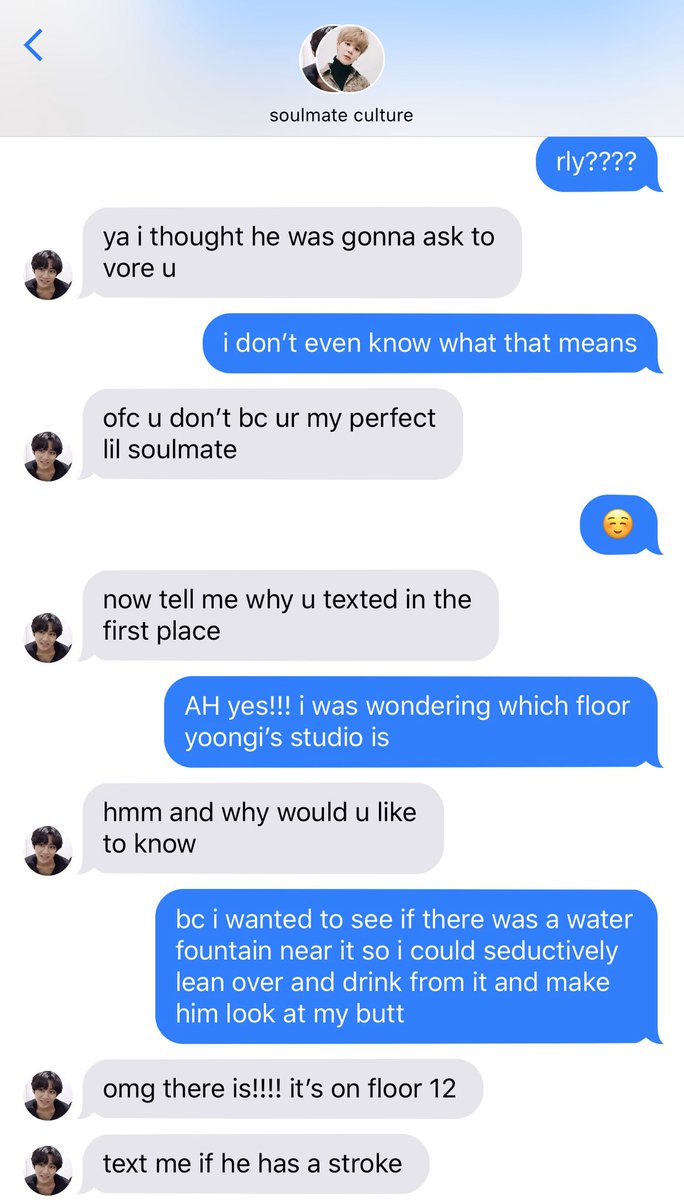 soulmate culture
rly????
ya i thought he was gonna ask to
vore u
i don’t even know what that means
ofc u don’t bc ur my perfect
lil soulmate
☺️
now tell me why u texted in the
first place
AH yes!!! i was wondering which floor
yoongi’s studio is
hmm and why would u like
to know
bc i wanted to see if there was a water
fountain near it so i could seductively
lean over and drink from it and make
him look at my butt
omg there is!!!! it’s on floor 12
text me if he has a stroke